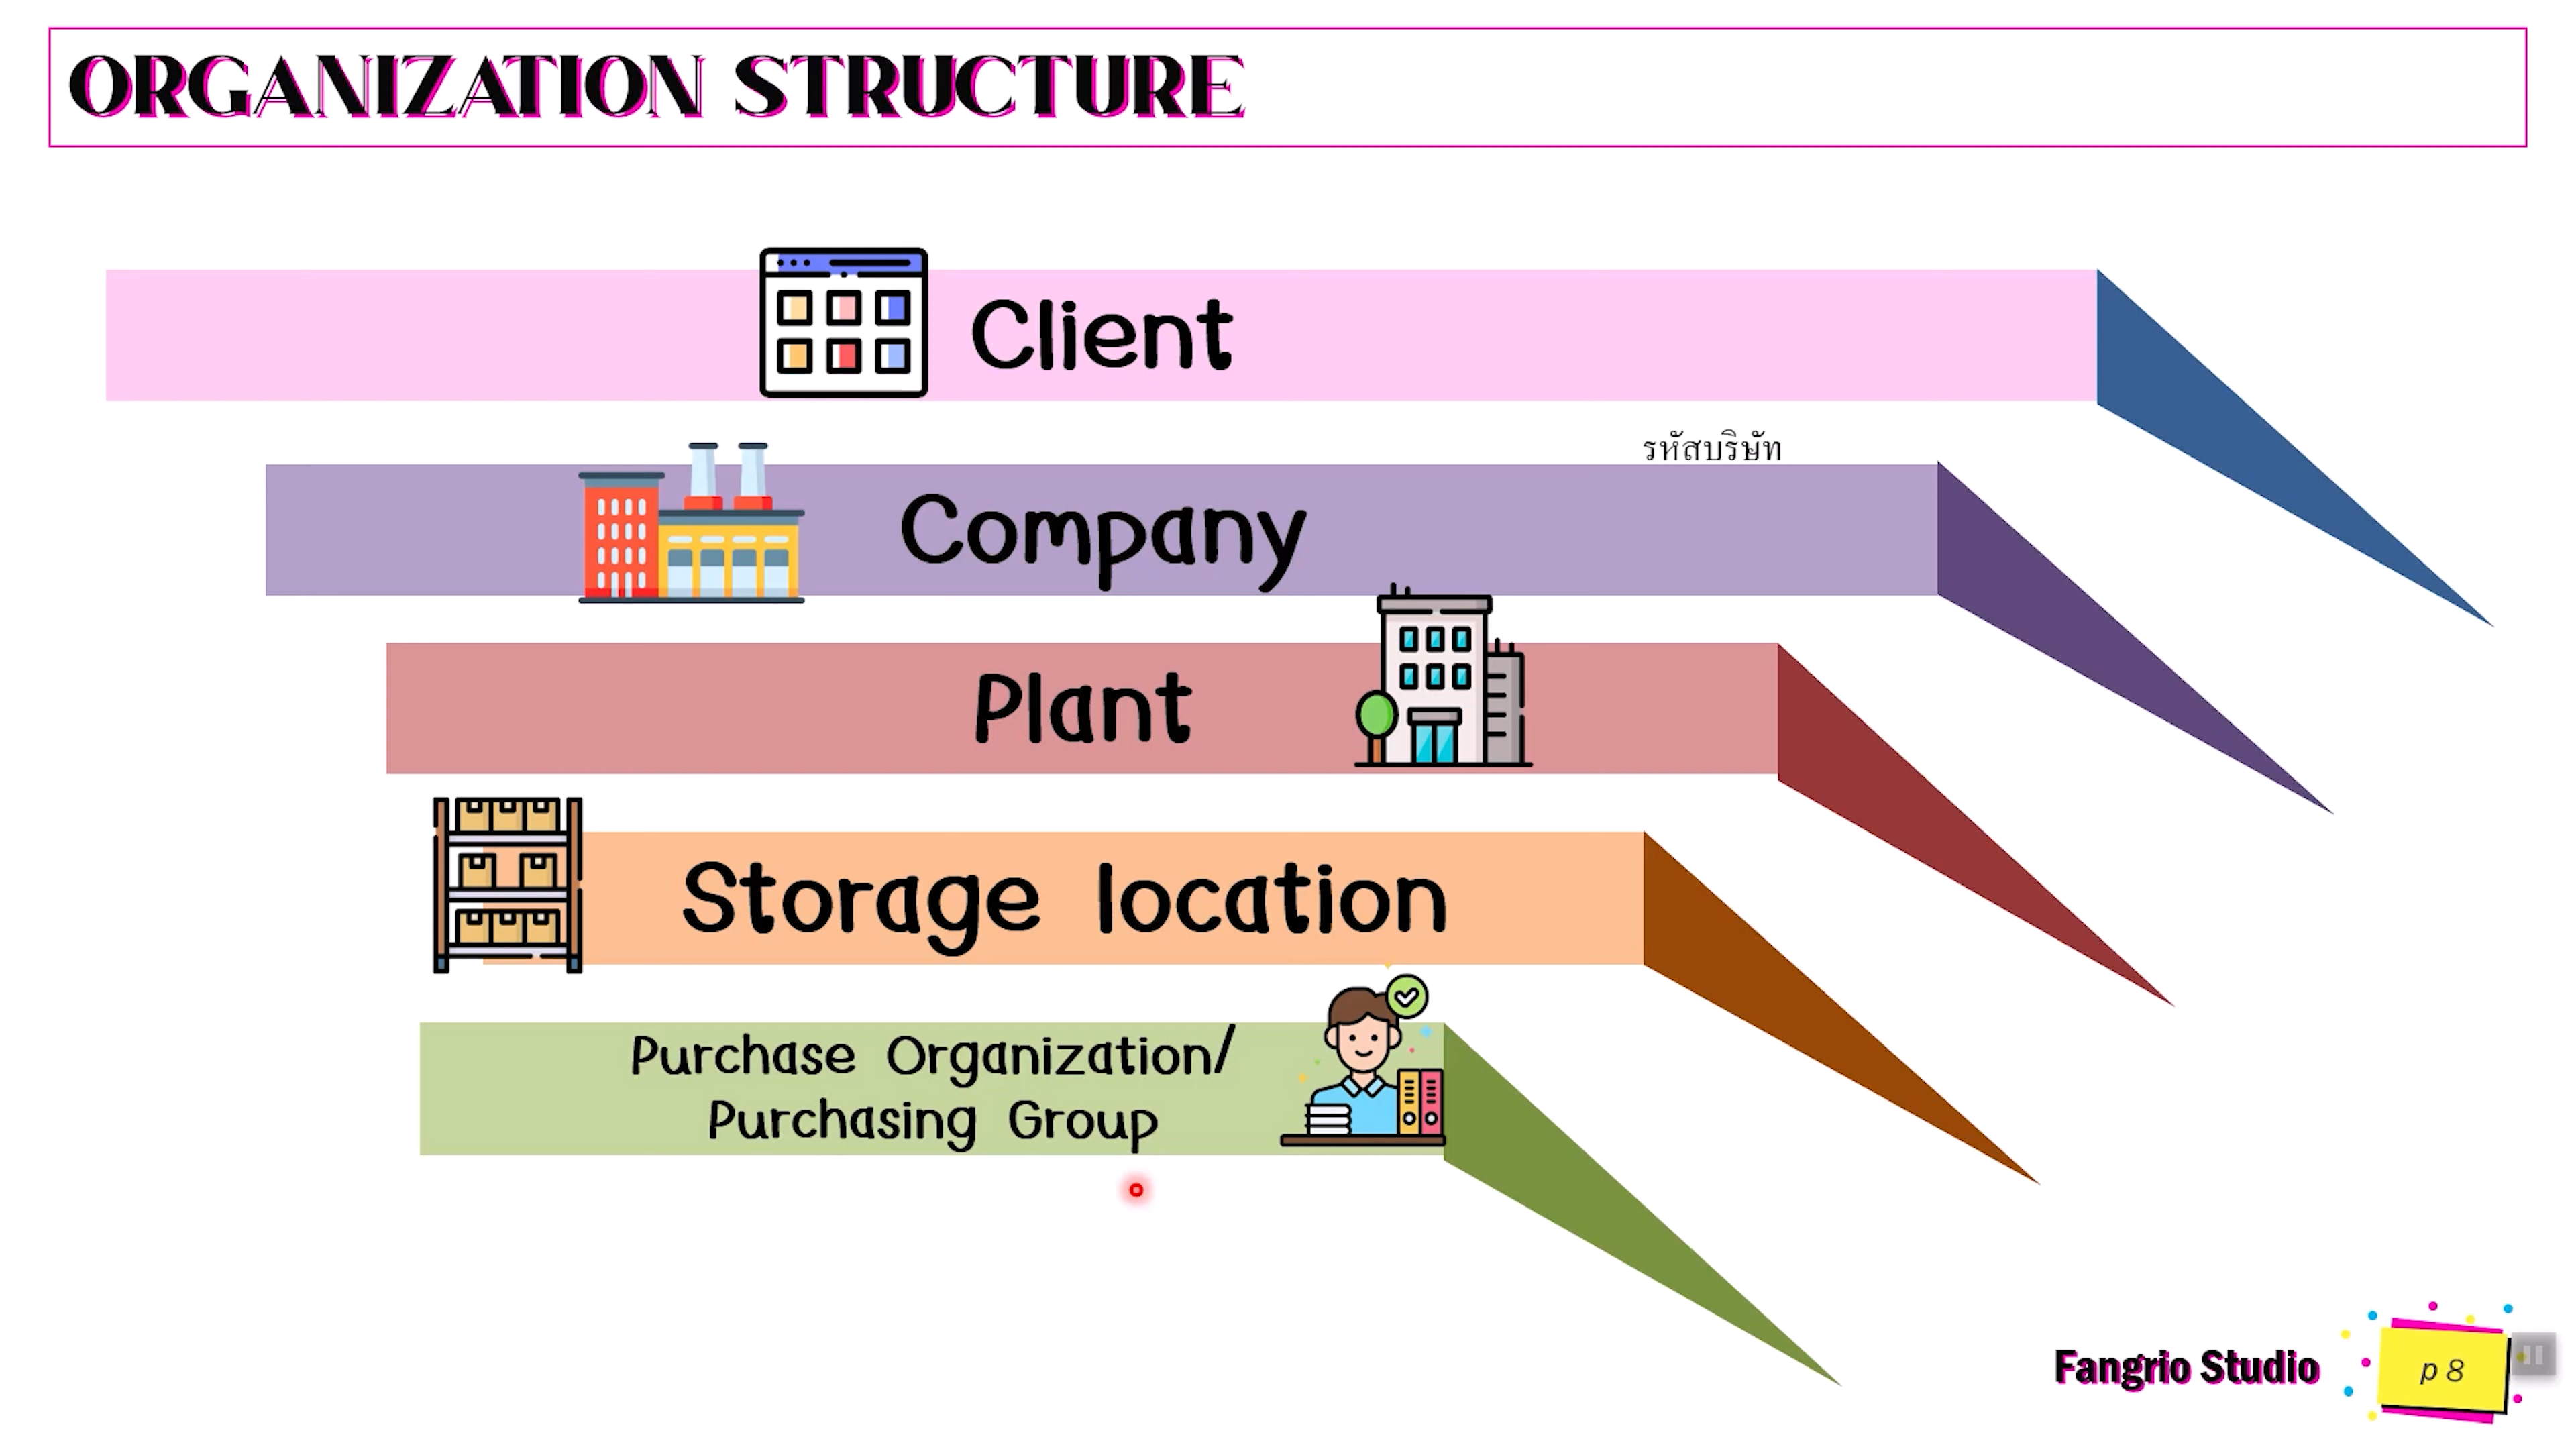 ORGANIZATION STRUCTURE
Client
รหัสบริษัท
Company
Plant
Storage location
Purchase Organization/
Purchasing Group
Fangrio Studio
p 8